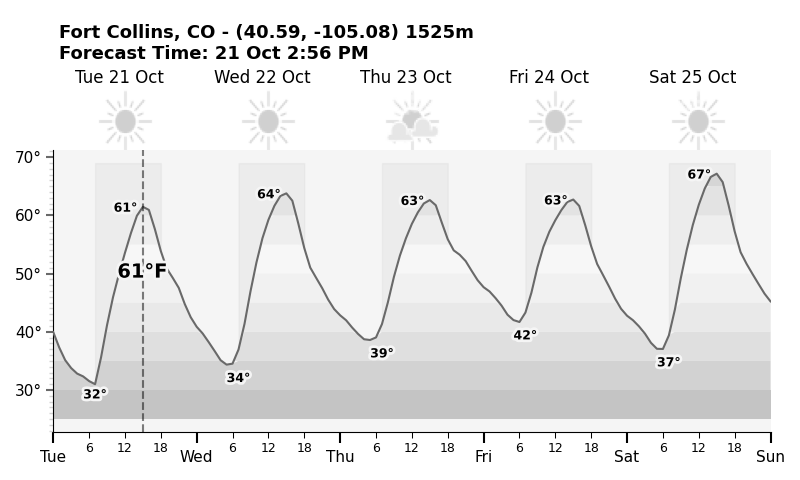 Fort Collins, CO - (40.59, -105.08) 1525m
Forecast Time: 21 Oct 2:56 PM
Tue 21 Oct Wed 22 Oct Thu 23 Oct Fri 24 Oct Sat 25 Oct
70°
60°
50°
40°
30°
61° 64° 63° 63° 67°
61°F
32° 34° 39° 42° 37°
6 12 18 6 12 18 6 12 18 6 12 18 6 12 18
Tue Wed Thu Fri Sat Sun